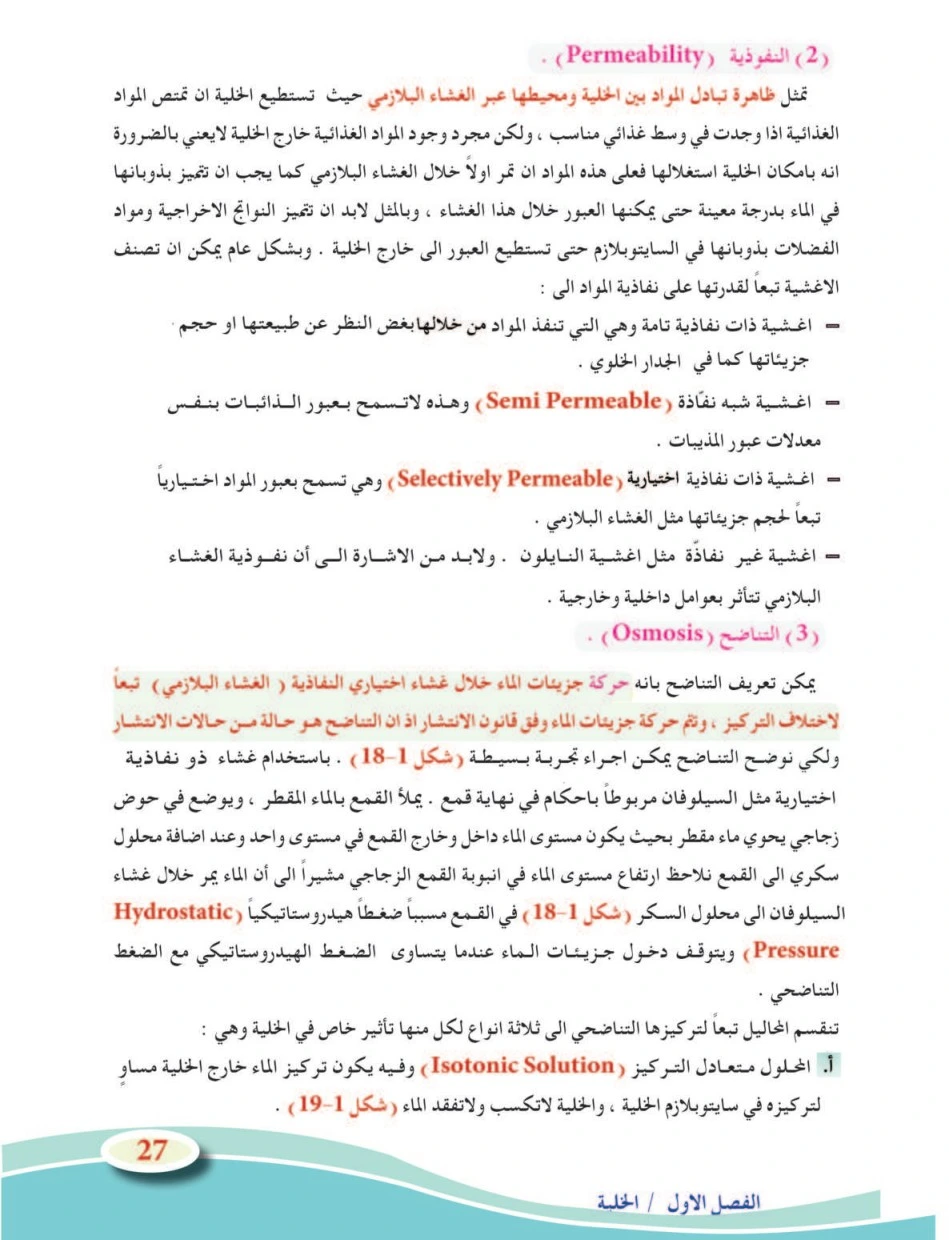 (2) النفوذية (Permeability) .
تمثل ظاهرة تبادل المواد بين الخلية ومحيطها عبر الغشاء البلازمي حيث تستطيع الخلية ان تمتص المواد
الغذائية اذا وجدت في وسط غذائي مناسب ، ولكن مجرد وجود المواد الغذائية خارج الخلية لايعني بالضرورة
انه بامكان الخلية استغلالها فعلى هذه المواد ان تمر اولاً خلال الغشاء البلازمي كما يجب ان تتميز بذوبانها
في الماء بدرجة معينة حتى يمكنها العبور خلال هذا الغشاء ، وبالمثل لابد ان تتميز النواتج الاخراجية ومواد
الفضلات بذوبانها في السايتوبلازم حتى تستطيع العبور الى خارج الخلية . وبشكل عام يمكن ان تصنف
الاغشية تبعاً لقدرتها على نفاذية المواد الى :
– اغشية ذات نفاذية تامة وهي التي تنفذ المواد من خلالها بغض النظر عن طبيعتها او حجم
جزيئاتها كما في الجدار الخلوي .
– اغشية شبه نفّاذة (Semi Permeable) وهذه لاتسمح بعبور الذائبات بنفس
معدلات عبور المذيبات .
– اغشية ذات نفاذية اختيارية (Selectively Permeable) وهي تسمح بعبور المواد اختيارياً
تبعاً لحجم جزيئاتها مثل الغشاء البلازمي .
– اغشية غير نفاذّة مثل اغشية النايلون . ولابد من الاشارة الى أن نفوذية الغشاء
البلازمي تتأثر بعوامل داخلية وخارجية .
(3) التناضح (Osmosis) .
يمكن تعريف التناضح بانه حركة جزيئات الماء خلال غشاء اختياري النفاذية ( الغشاء البلازمي) تبعاً
لاختلاف التركيز ، وتتم حركة جزيئات الماء وفق قانون الانتشار اذ ان التناضح هو حالة من حالات الانتشار
ولكي نوضح التناضح يمكن اجراء تجربة بسيطة (شكل 1-18) . باستخدام غشاء ذو نفاذية
اختيارية مثل السيلوفان مربوطاً باحكام في نهاية قمع . يملأ القمع بالماء المقطر ، ويوضع في حوض
زجاجي يحوي ماء مقطر بحيث يكون مستوى الماء داخل وخارج القمع في مستوى واحد وعند اضافة محلول
سكري الى القمع نلاحظ ارتفاع مستوى الماء في انبوبة القمع الزجاجي مشيراً الى أن الماء يمر خلال غشاء
السيلوفان الى محلول السكر (شكل 1-18) في القمع مسبباً ضغطاً هيدروستاتيكياً (Hydrostatic
Pressure) ويتوقف دخول جزيئات الماء عندما يتساوى الضغط الهيدروستاتيكي مع الضغط
التناضحي .
تنقسم المحاليل تبعاً لتركيزها التناضحي الى ثلاثة انواع لكل منها تأثير خاص في الخلية وهي :
أ. المحلول متعادل التركيز (Isotonic Solution) وفيه يكون تركيز الماء خارج الخلية مساوٍ
لتركيزه في سايتوبلازم الخلية ، والخلية لاتكسب ولاتفقد الماء (شكل 1-19) .
27
الفصل الاول / الخلية